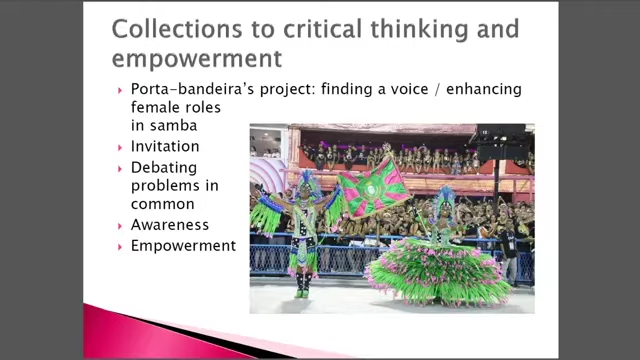 Collections to critical thinking and
empowerment
Porta-bandeira's project: finding a voice / enhancing
female roles
in samba
Invitation
Debating
problems in
common
Awareness
Empowerment